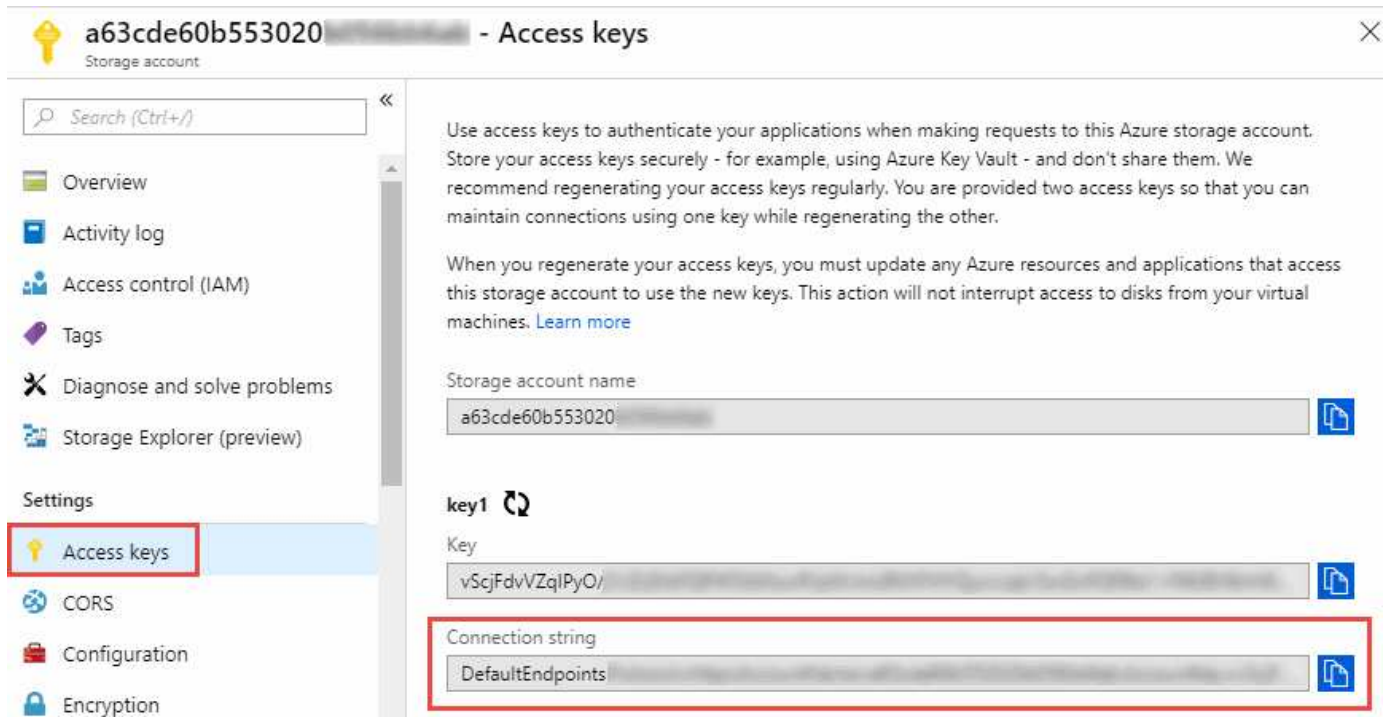 a63cde60b553020 - Access keys
Storage account
Search (Ctrl+/)
«
Overview
Activity log
Access control (IAM)
Tags
Diagnose and solve problems
Storage Explorer (preview)
Settings
Access keys
CORS
Configuration
Encryption
Use access keys to authenticate your applications when making requests to this Azure storage account.
Store your access keys securely - for example, using Azure Key Vault - and don't share them. We
recommend regenerating your access keys regularly. You are provided two access keys so that you can
maintain connections using one key while regenerating the other.
When you regenerate your access keys, you must update any Azure resources and applications that access
this storage account to use the new keys. This action will not interrupt access to disks from your virtual
machines. Learn more
Storage account name
a63cde60b553020
key1
Key
vScjFdvVZqIPyO/
Connection string
DefaultEndpoints